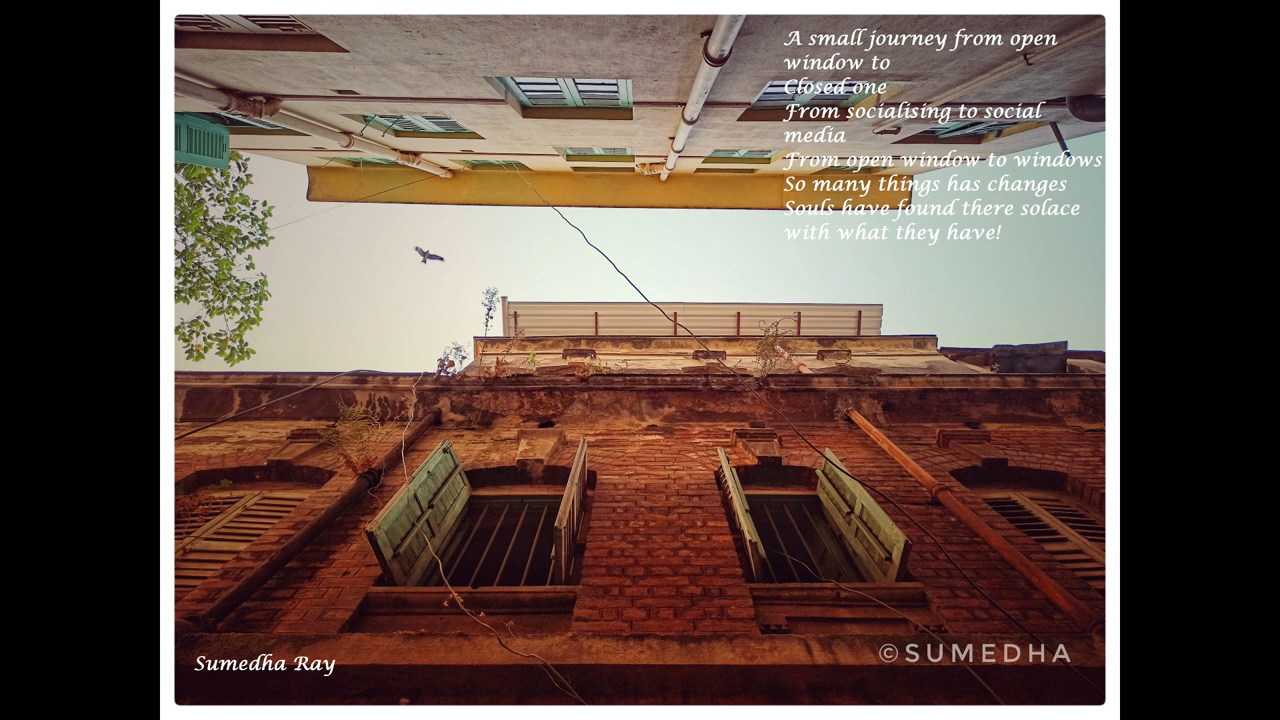 A small journey from open
window to
Closed one
From socialising to social
media
From open window to windows
So many things has changes
Souls have found there solace
with what they have!
Sumedha Ray
©SUMEDHA